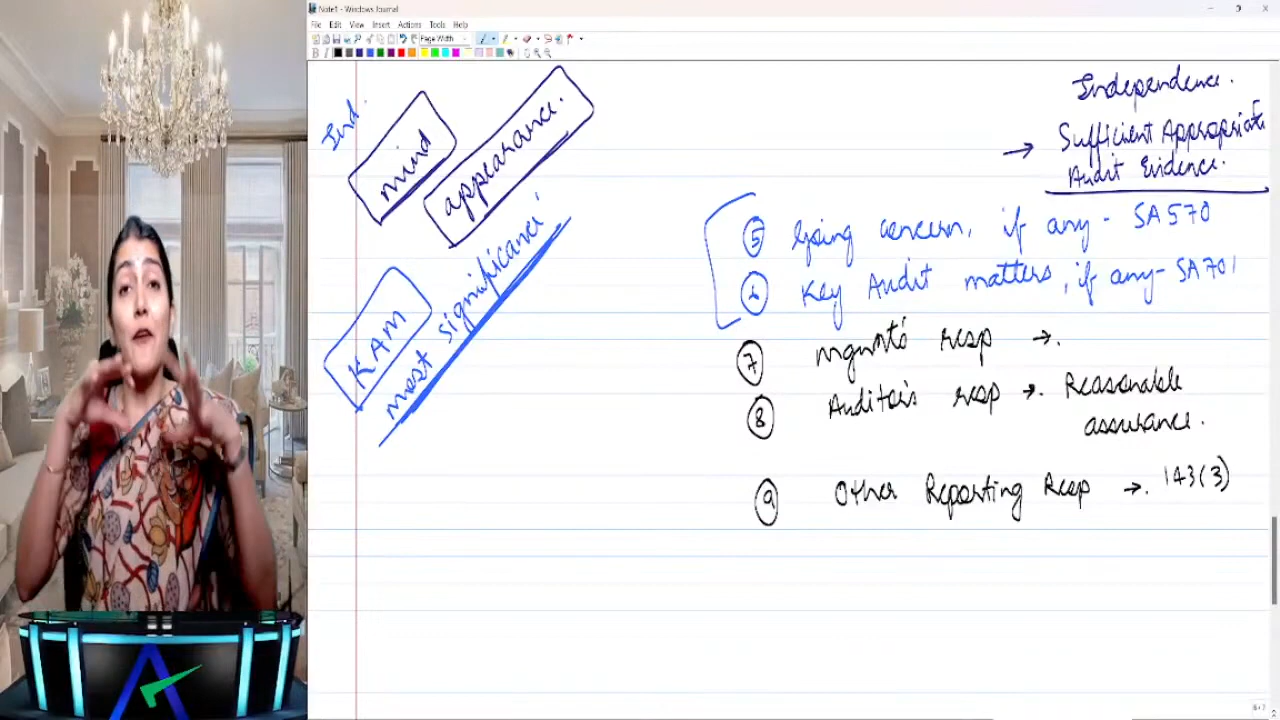 Note1 - Windows Journal
File Edit View Insert Actions Tools Help
Page Width
Ind.
mind
appearance.
KAM
most significance
Independence.
→ Sufficient Appropriate
Audit Evidence.
5 Going concern, if any - SA 570
6 Key Audit matters, if any - SA 701
7 mgmnt's resp →.
8 Auditor's resp →. Reasonable
assurance.
9 Other Reporting Resp →. 143(3)